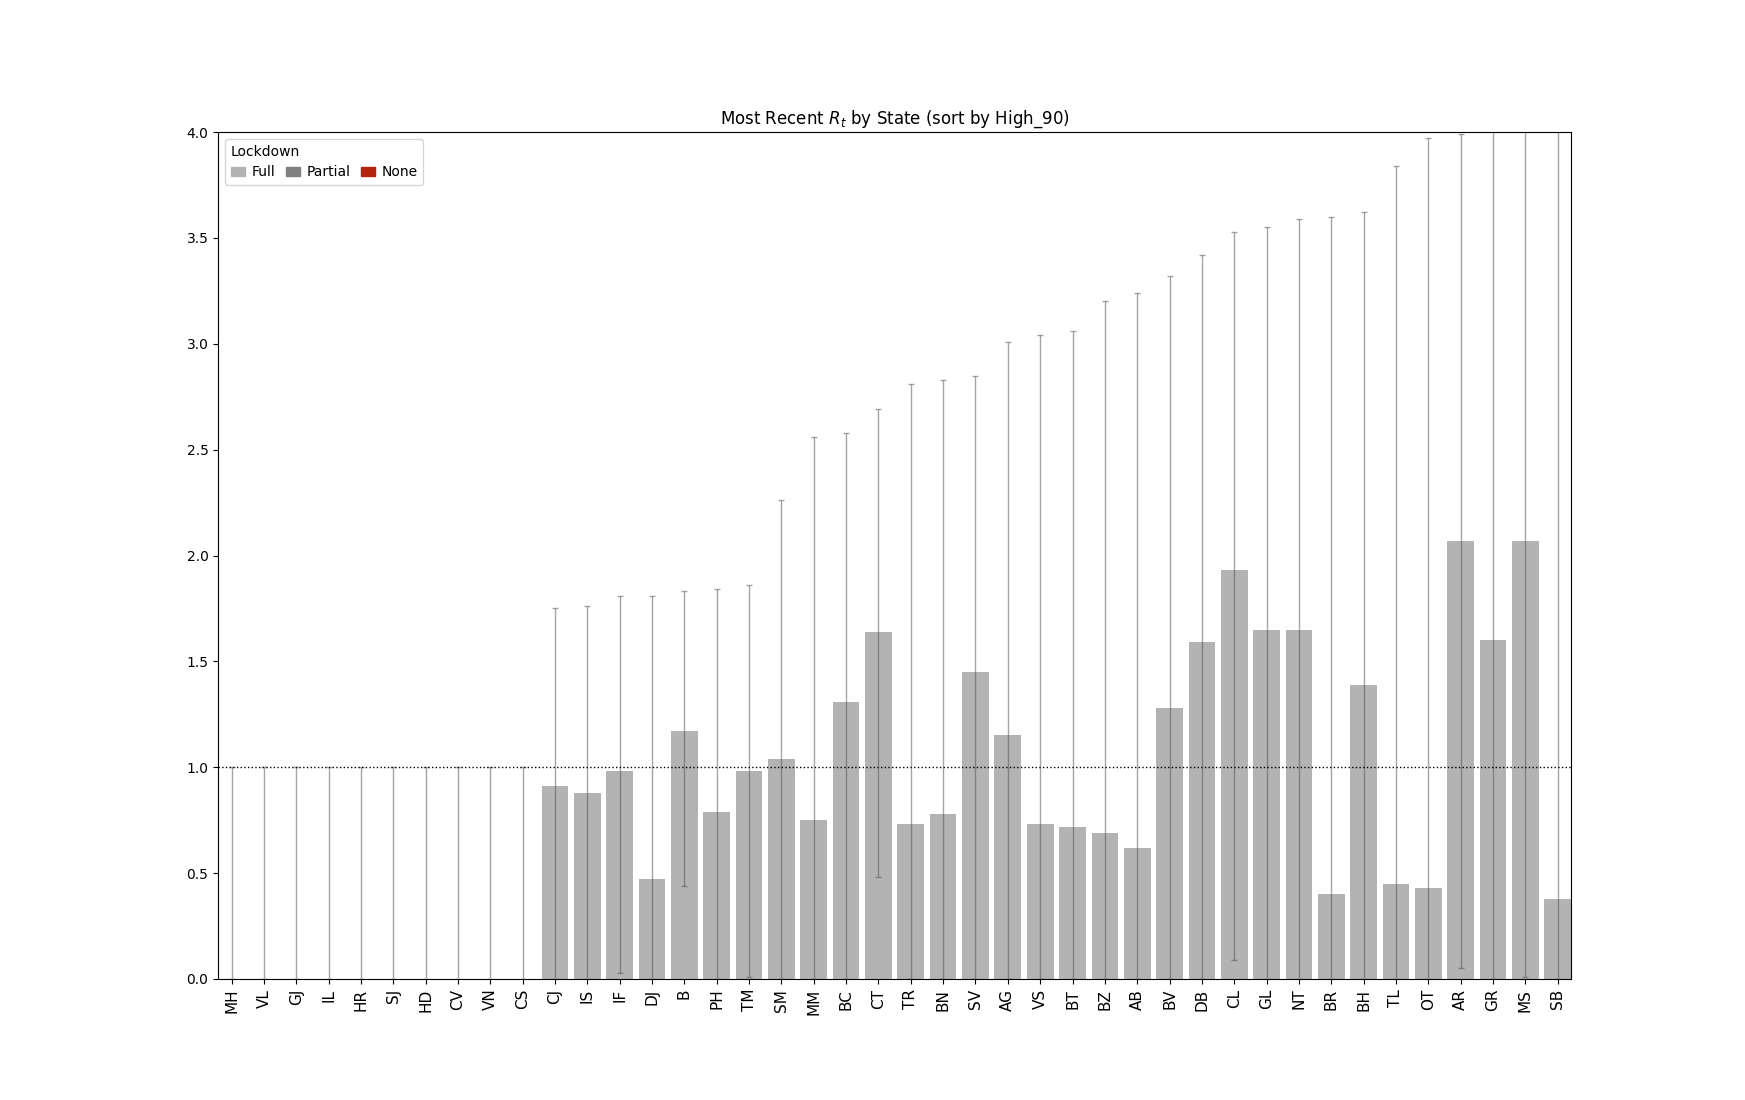 Most Recent Rt by State (sort by High_90)
Lockdown
Full Partial None
4.0
3.5
3.0
2.5
2.0
1.5
1.0
0.5
0.0
MH VL GJ IL HR SJ HD CV VN CS CJ IS IF DJ B PH TM SM MM BC CT TR BN SV AG VS BT BZ AB BV DB CL GL NT BR BH TL OT AR GR MS SB